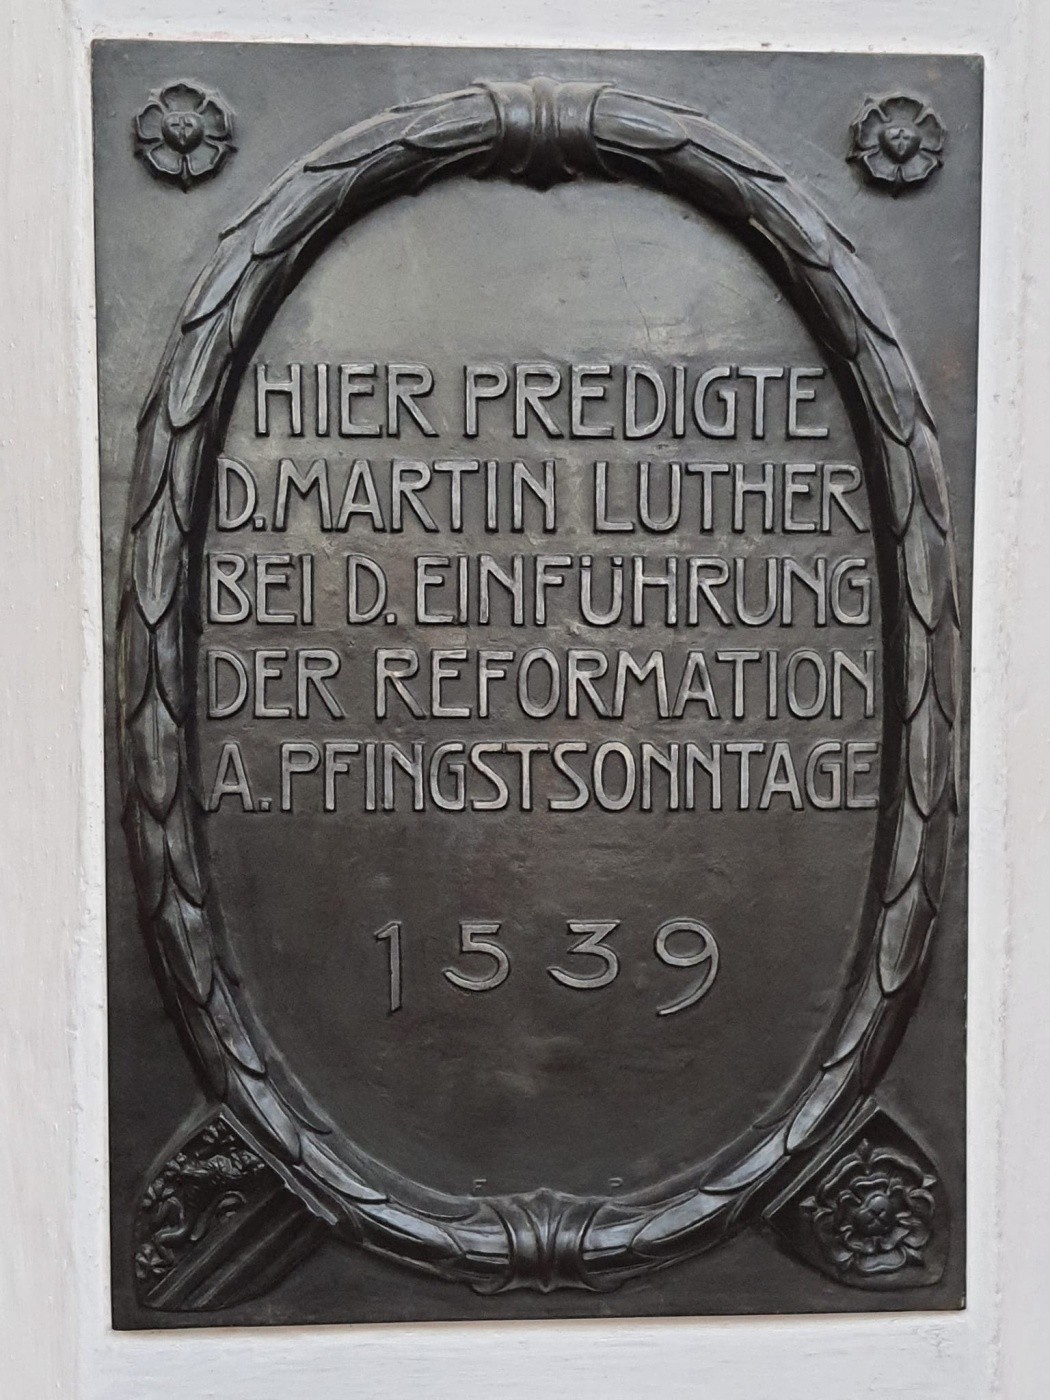 HIER PREDIGTE
D. MARTIN LUTHER
BEI D. EINFÜHRUNG
DER REFORMATION
A. PFINGSTSONNTAGE
1539
F P